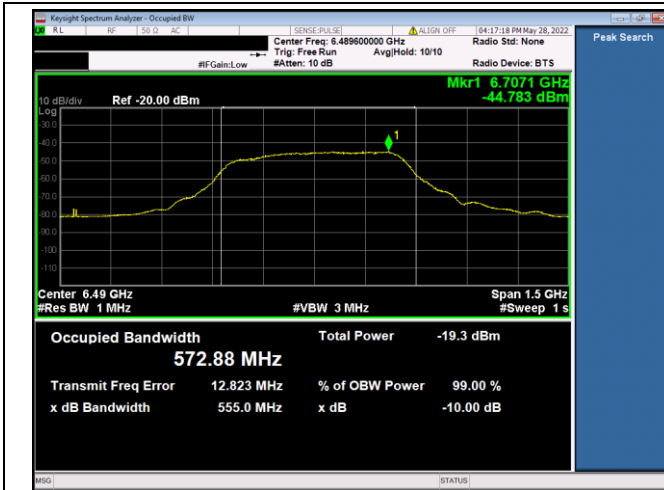 Keysight Spectrum Analyzer - Occupied BW
RL RF 50 Ω AC SENSE:PULSE ALIGN OFF 04:17:18 PM May 28, 2022
Center Freq: 6.489600000 GHz Radio Std: None
Trig: Free Run Avg|Hold: 10/10
#IFGain:Low #Atten: 10 dB Radio Device: BTS
Peak Search
Mkr1 6.7071 GHz
10 dB/div Ref -20.00 dBm -44.783 dBm
Log
-30.0
-40.0
1
-50.0
-60.0
-70.0
-80.0
-90.0
-100
-110
Center 6.49 GHz Span 1.5 GHz
#Res BW 1 MHz #VBW 3 MHz #Sweep 1 s
Occupied Bandwidth Total Power -19.3 dBm
572.88 MHz
Transmit Freq Error 12.823 MHz % of OBW Power 99.00 %
x dB Bandwidth 555.0 MHz x dB -10.00 dB
MSG STATUS